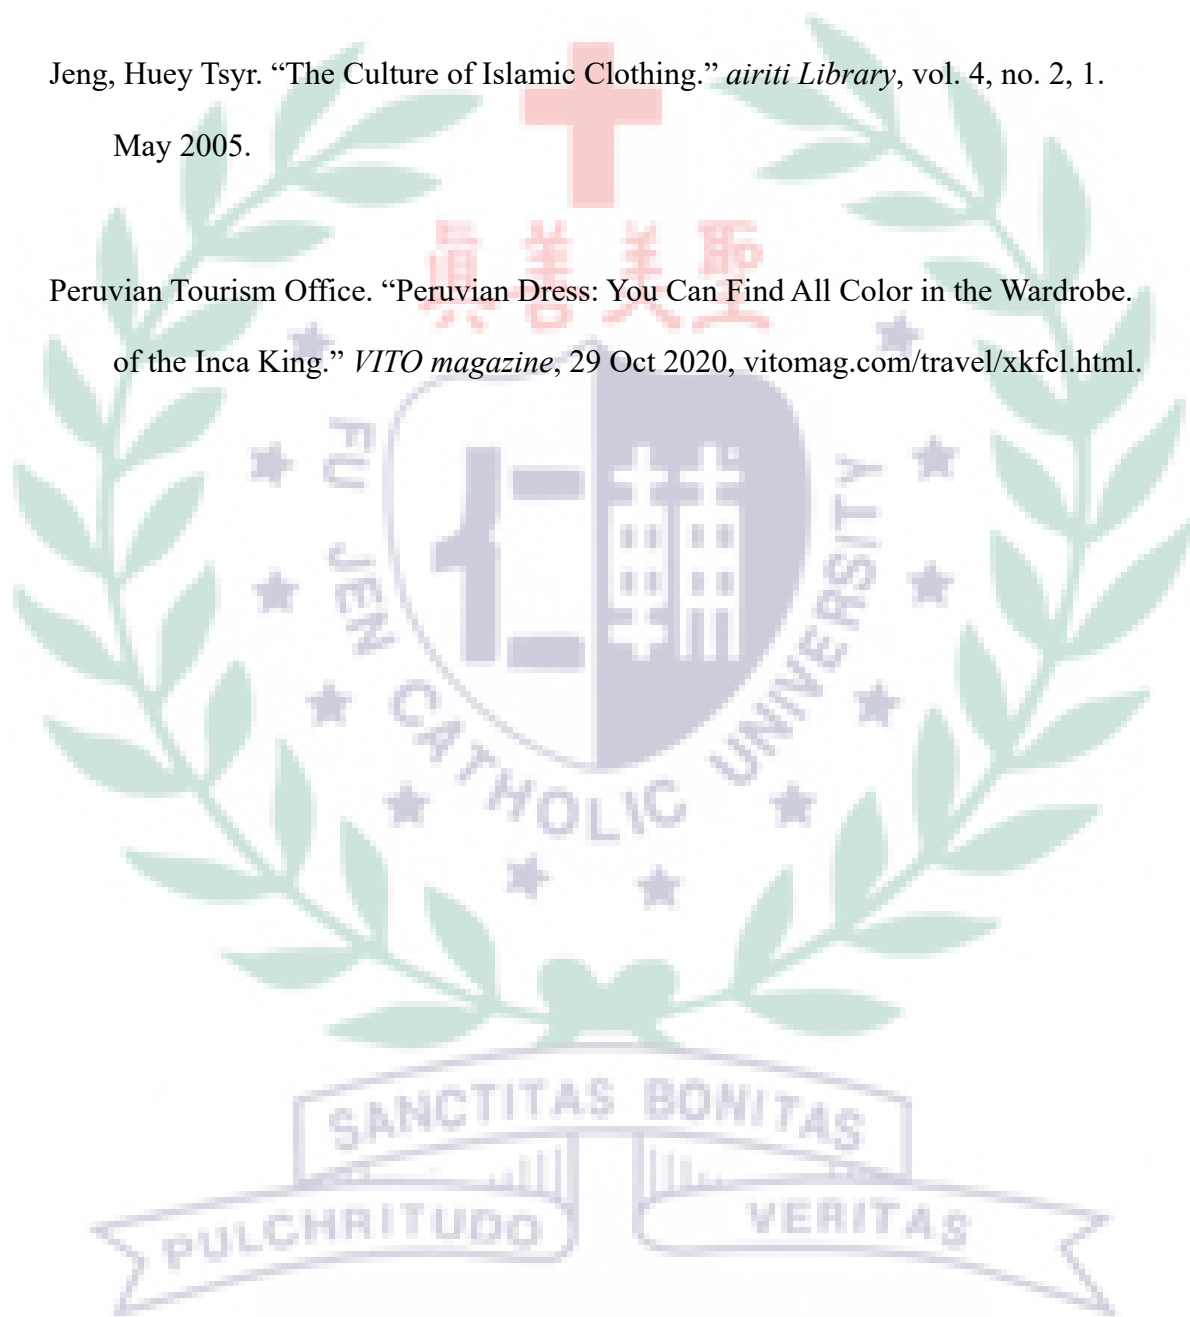 Jeng, Huey Tsyr. “The Culture of Islamic Clothing.” airiti Library, vol. 4, no. 2, 1.
May 2005.
真善美聖
Peruvian Tourism Office. “Peruvian Dress: You Can Find All Color in the Wardrobe.
of the Inca King.” VITO magazine, 29 Oct 2020, vitomag.com/travel/xkfcl.html.
仁輔
FU JEN CATHOLIC UNIVERSITY
SANCTITAS BONITAS
PULCHRITUDO VERITAS